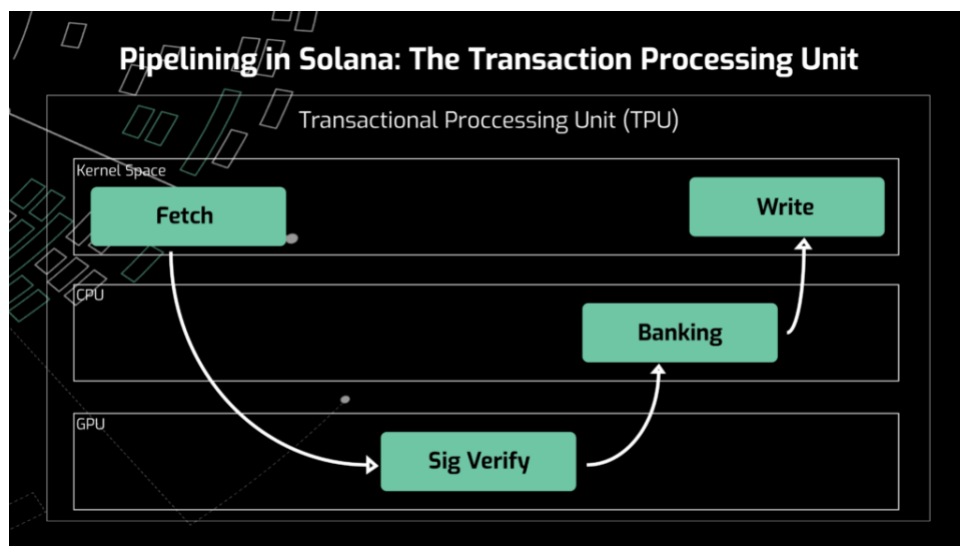 Pipelining in Solana: The Transaction Processing Unit
Transactional Proccessing Unit (TPU)
Kernel Space
Fetch
Write
CPU
Banking
GPU
Sig Verify